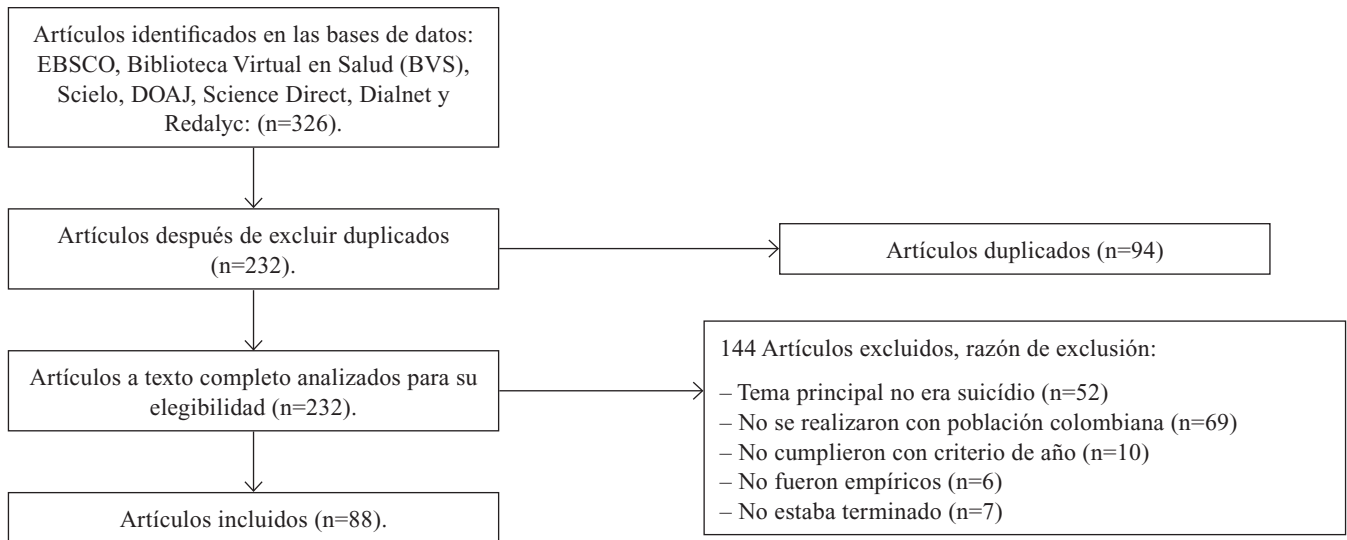 Artículos identificados en las bases de datos:
EBSCO, Biblioteca Virtual en Salud (BVS),
Scielo, DOAJ, Science Direct, Dialnet y
Redalyc: (n=326).
Artículos después de excluir duplicados
(n=232).
Artículos duplicados (n=94)
Artículos a texto completo analizados para su
elegibilidad (n=232).
144 Artículos excluidos, razón de exclusión:
– Tema principal no era suicídio (n=52)
– No se realizaron con población colombiana (n=69)
– No cumplieron con criterio de año (n=10)
– No fueron empíricos (n=6)
– No estaba terminado (n=7)
Artículos incluidos (n=88).